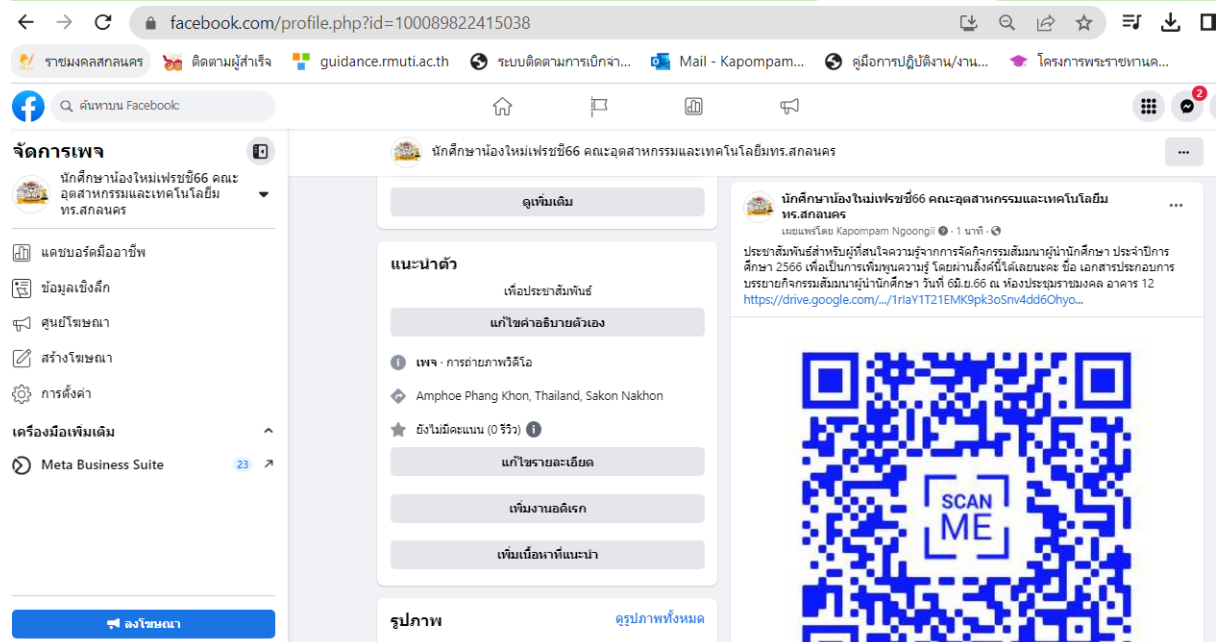 facebook.com/profile.php?id=100089822415038
ราชมงคลสกลนคร
ติดตามผู้สำเร็จ
guidance.rmuti.ac.th
ระบบติดตามการเบิกจ่า...
Mail - Kapompam...
คู่มือการปฏิบัติงาน/งาน...
โครงการพระราชทานค...
ค้นหาบน Facebook
2
จัดการเพจ
นักศึกษาน้องใหม่เฟรชชี่66 คณะ
อุตสาหกรรมและเทคโนโลยีม
ทร.สกลนคร
แดชบอร์ดมืออาชีพ
ข้อมูลเชิงลึก
ศูนย์โฆษณา
สร้างโฆษณา
การตั้งค่า
เครื่องมือเพิ่มเติม
Meta Business Suite
23
ลงโฆษณา
นักศึกษาน้องใหม่เฟรชชี่66 คณะอุตสาหกรรมและเทคโนโลยีมทร.สกลนคร
ดูเพิ่มเติม
แนะนำตัว
เพื่อประชาสัมพันธ์
แก้ไขคำอธิบายตัวเอง
เพจ · การถ่ายภาพวิดีโอ
Amphoe Phang Khon, Thailand, Sakon Nakhon
ยังไม่มีคะแนน (0 รีวิว)
แก้ไขรายละเอียด
เพิ่มงานอดิเรก
เพิ่มเนื้อหาที่แนะนำ
รูปภาพ
ดูรูปภาพทั้งหมด
นักศึกษาน้องใหม่เฟรชชี่66 คณะอุตสาหกรรมและเทคโนโลยีม
ทร.สกลนคร
เผยแพร่โดย Kapompam Ngoongii · 1 นาที ·
ประชาสัมพันธ์สำหรับผู้ที่สนใจความรู้จากการจัดกิจกรรมสัมมนาผู้นำนักศึกษา ประจำปีการ
ศึกษา 2566 เพื่อเป็นการเพิ่มพูนความรู้ โดยผ่านลิ้งค์นี้ได้เลยนะคะ ชื่อ เอกสารประกอบการ
บรรยายกิจกรรมสัมมนาผู้นำนักศึกษา วันที่ 6มิ.ย.66 ณ ห้องประชุมราชมงคล อาคาร 12
https://drive.google.com/.../1rIaY1T21EMK9pk3oSnv4dd6Ohyo...
SCAN
ME